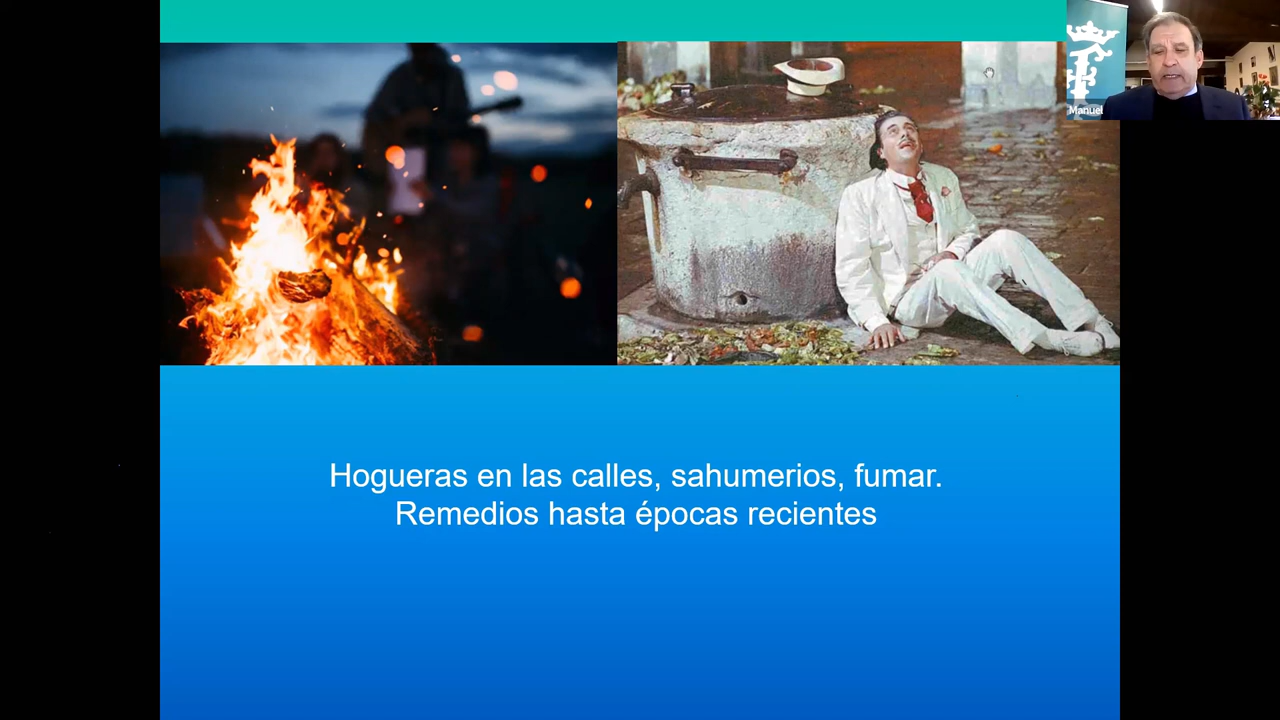 Manuel
Hogueras en las calles, sahumerios, fumar.
Remedios hasta épocas recientes